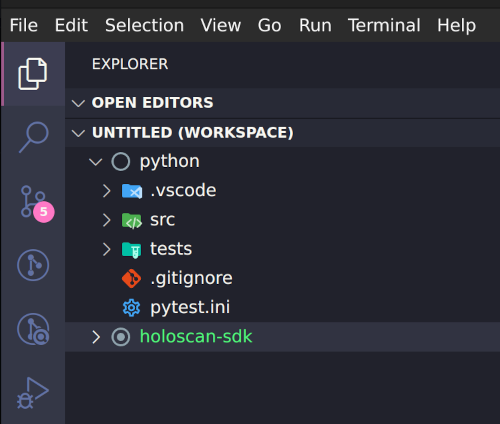 File Edit Selection View Go Run Terminal Help
EXPLORER
OPEN EDITORS
UNTITLED (WORKSPACE)
python
.vscode
src
5
tests
.gitignore
pytest.ini
holoscan-sdk